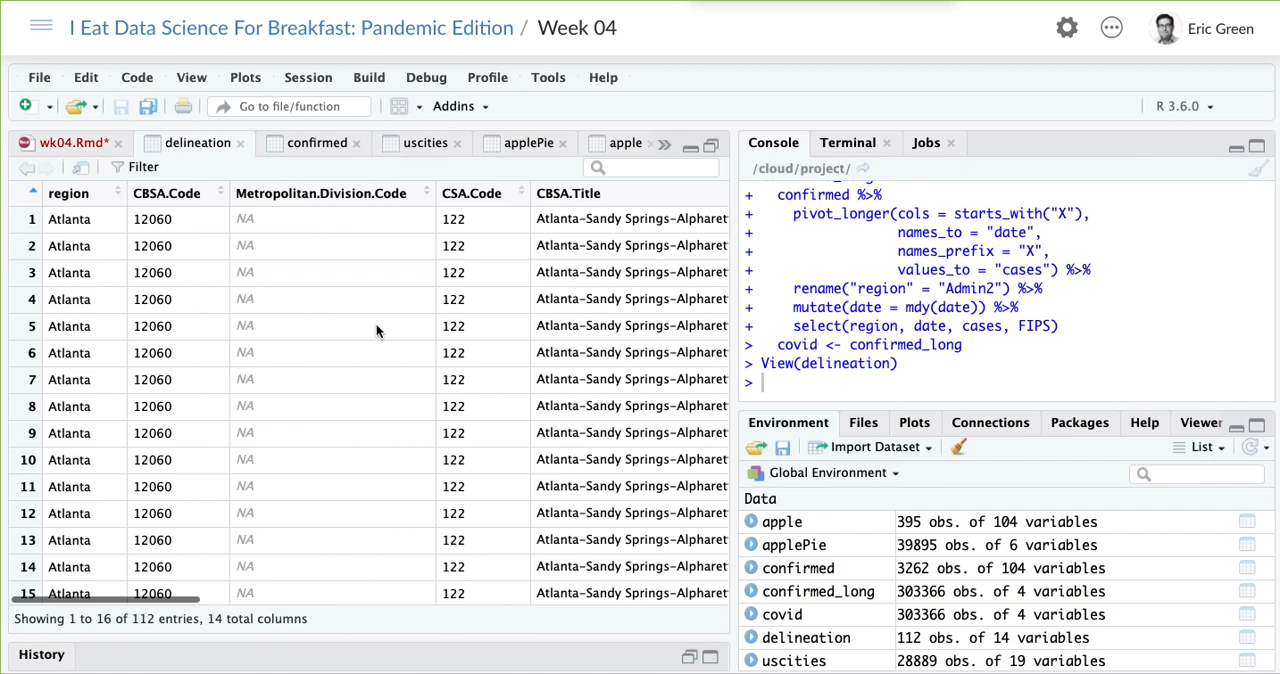 I Eat Data Science For Breakfast: Pandemic Edition / Week 04
Eric Green
File Edit Code View Plots Session Build Debug Profile Tools Help
Go to file/function Addins R 3.6.0
wk04.Rmd* delineation confirmed uscities applePie apple
Filter
region CBSA.Code Metropolitan.Division.Code CSA.Code CBSA.Title
1 Atlanta 12060 NA 122 Atlanta-Sandy Springs-Alpharet
2 Atlanta 12060 NA 122 Atlanta-Sandy Springs-Alpharet
3 Atlanta 12060 NA 122 Atlanta-Sandy Springs-Alpharet
4 Atlanta 12060 NA 122 Atlanta-Sandy Springs-Alpharet
5 Atlanta 12060 NA 122 Atlanta-Sandy Springs-Alpharet
6 Atlanta 12060 NA 122 Atlanta-Sandy Springs-Alpharet
7 Atlanta 12060 NA 122 Atlanta-Sandy Springs-Alpharet
8 Atlanta 12060 NA 122 Atlanta-Sandy Springs-Alpharet
9 Atlanta 12060 NA 122 Atlanta-Sandy Springs-Alpharet
10 Atlanta 12060 NA 122 Atlanta-Sandy Springs-Alpharet
11 Atlanta 12060 NA 122 Atlanta-Sandy Springs-Alpharet
12 Atlanta 12060 NA 122 Atlanta-Sandy Springs-Alpharet
13 Atlanta 12060 NA 122 Atlanta-Sandy Springs-Alpharet
14 Atlanta 12060 NA 122 Atlanta-Sandy Springs-Alpharet
15 Atlanta 12060 NA 122 Atlanta-Sandy Springs-Alpharet
Showing 1 to 16 of 112 entries, 14 total columns
History
Console Terminal Jobs
/cloud/project/
+ confirmed %>%
+ pivot_longer(cols = starts_with("X"),
+ names_to = "date",
+ names_prefix = "X",
+ values_to = "cases") %>%
+ rename("region" = "Admin2") %>%
+ mutate(date = mdy(date)) %>%
+ select(region, date, cases, FIPS)
> covid <- confirmed_long
> View(delineation)
>
Environment Files Plots Connections Packages Help Viewer
Import Dataset List
Global Environment
Data
apple 395 obs. of 104 variables
applePie 39895 obs. of 6 variables
confirmed 3262 obs. of 104 variables
confirmed_long 303366 obs. of 4 variables
covid 303366 obs. of 4 variables
delineation 112 obs. of 14 variables
uscities 28889 obs. of 19 variables